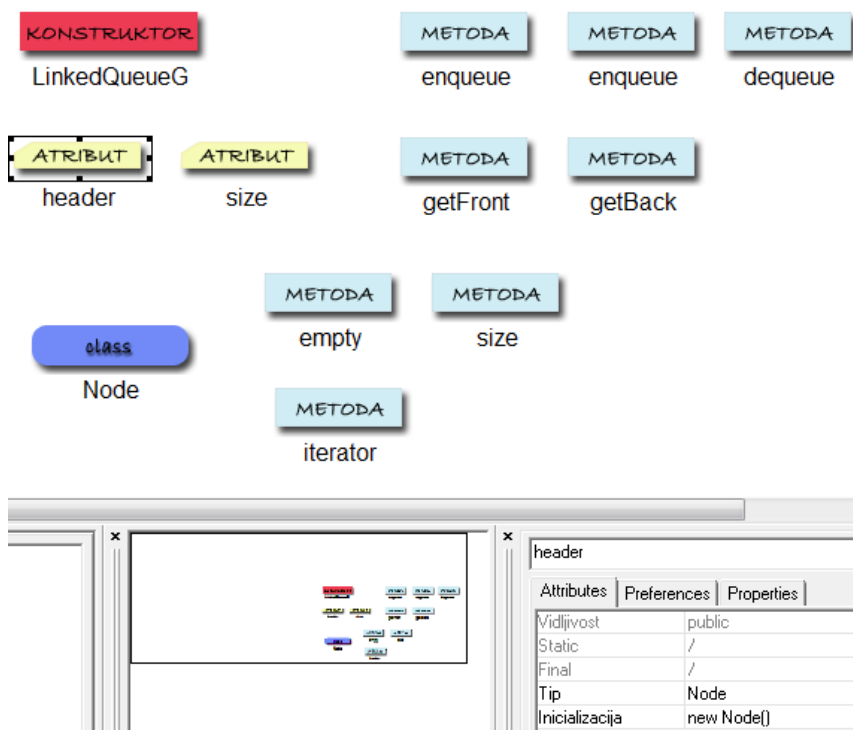 KONSTRUKTOR METODA METODA METODA
LinkedQueueG enqueue enqueue dequeue
ATRIBUT ATRIBUT METODA METODA
header size getFront getBack
METODA METODA
empty size
class
Node
METODA
iterator
header
Attributes Preferences Properties
Vidljivost public
Static /
Final /
Tip Node
Inicializacija new Node()